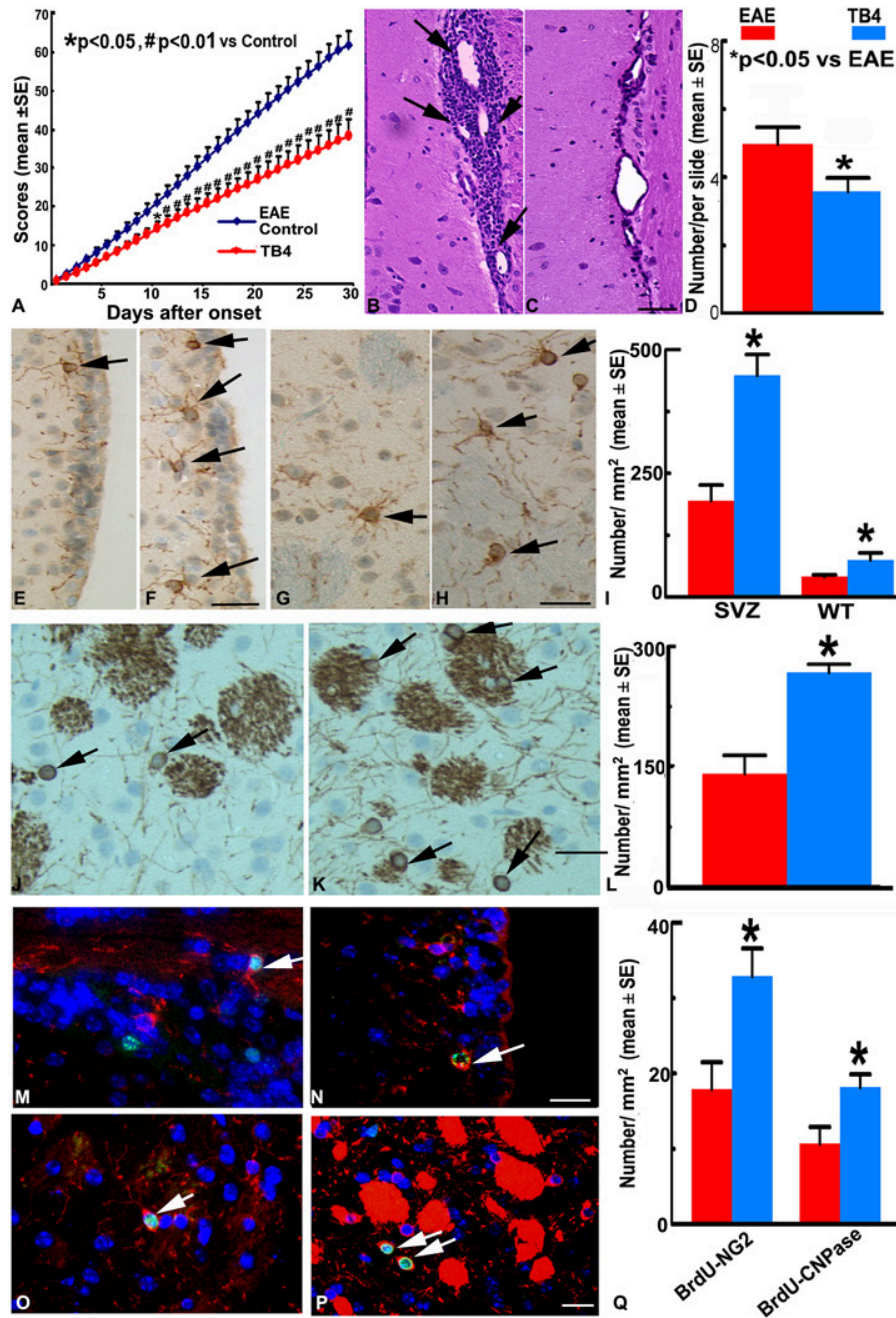 70
60
50
40
30
20
10
0
Scores (mean ±SE)
*p<0.05, #p<0.01 vs Control
* # # # # # # # # # # # # # # # # # #
EAE
Control
TB4
5 10 15 20 25 30
A
Days after onset
B
C
EAE TB4
*p<0.05 vs EAE
8
4
0
Number/per slide (mean ± SE)
*
D
E
F
G
H
500
250
0
Number/ mm² (mean ± SE)
* *
SVZ WT
I
J
K
300
150
0
Number/ mm² (mean ± SE)
*
L
M
N
O
P
40
20
0
Number/ mm² (mean ± SE)
* *
BrdU-NG2 BrdU-CNPase
Q